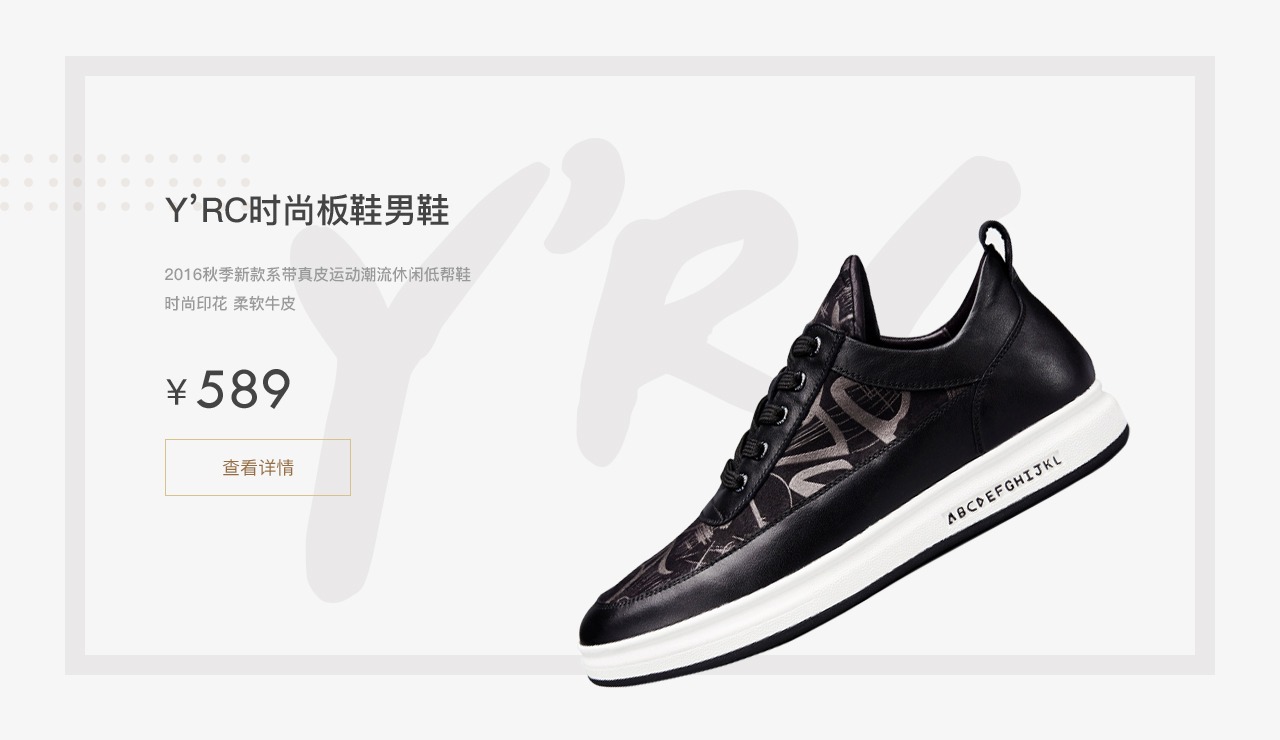 Y’RC
Y’RC时尚板鞋男鞋
2016秋季新款系带真皮运动潮流休闲低帮鞋
时尚印花 柔软牛皮
¥ 589
查看详情
ABCDEFGHIJKL